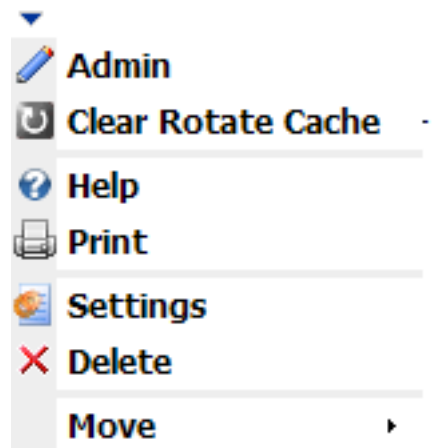 Admin
Clear Rotate Cache
Help
Print
Settings
Delete
Move